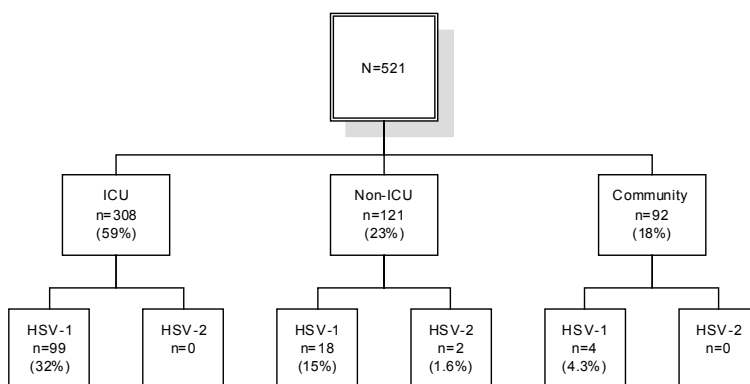 N=521
ICU
n=308
(59%)
Non-ICU
n=121
(23%)
Community
n=92
(18%)
HSV-1
n=99
(32%)
HSV-2
n=0
HSV-1
n=18
(15%)
HSV-2
n=2
(1.6%)
HSV-1
n=4
(4.3%)
HSV-2
n=0